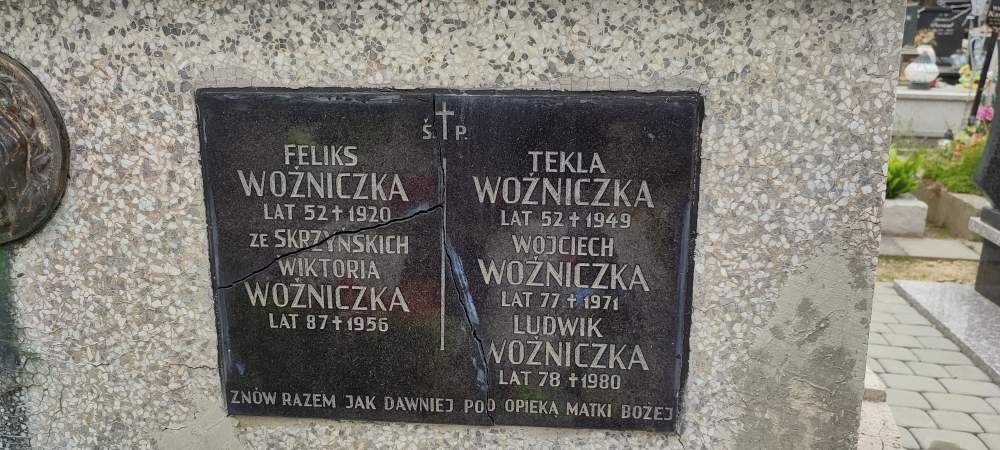 Ś P.
FELIKS
WOŹNICZKA
LAT 52 † 1920
ZE SKRZYŃSKICH
WIKTORIA
WOŹNICZKA
LAT 87 † 1956
TEKLA
WOŹNICZKA
LAT 52 † 1949
WOJCIECH
WOŹNICZKA
LAT 77 † 1971
LUDWIK
WOŹNICZKA
LAT 78 † 1980
ZNÓW RAZEM JAK DAWNIEJ POD OPIEKĄ MATKI BOŻEJ